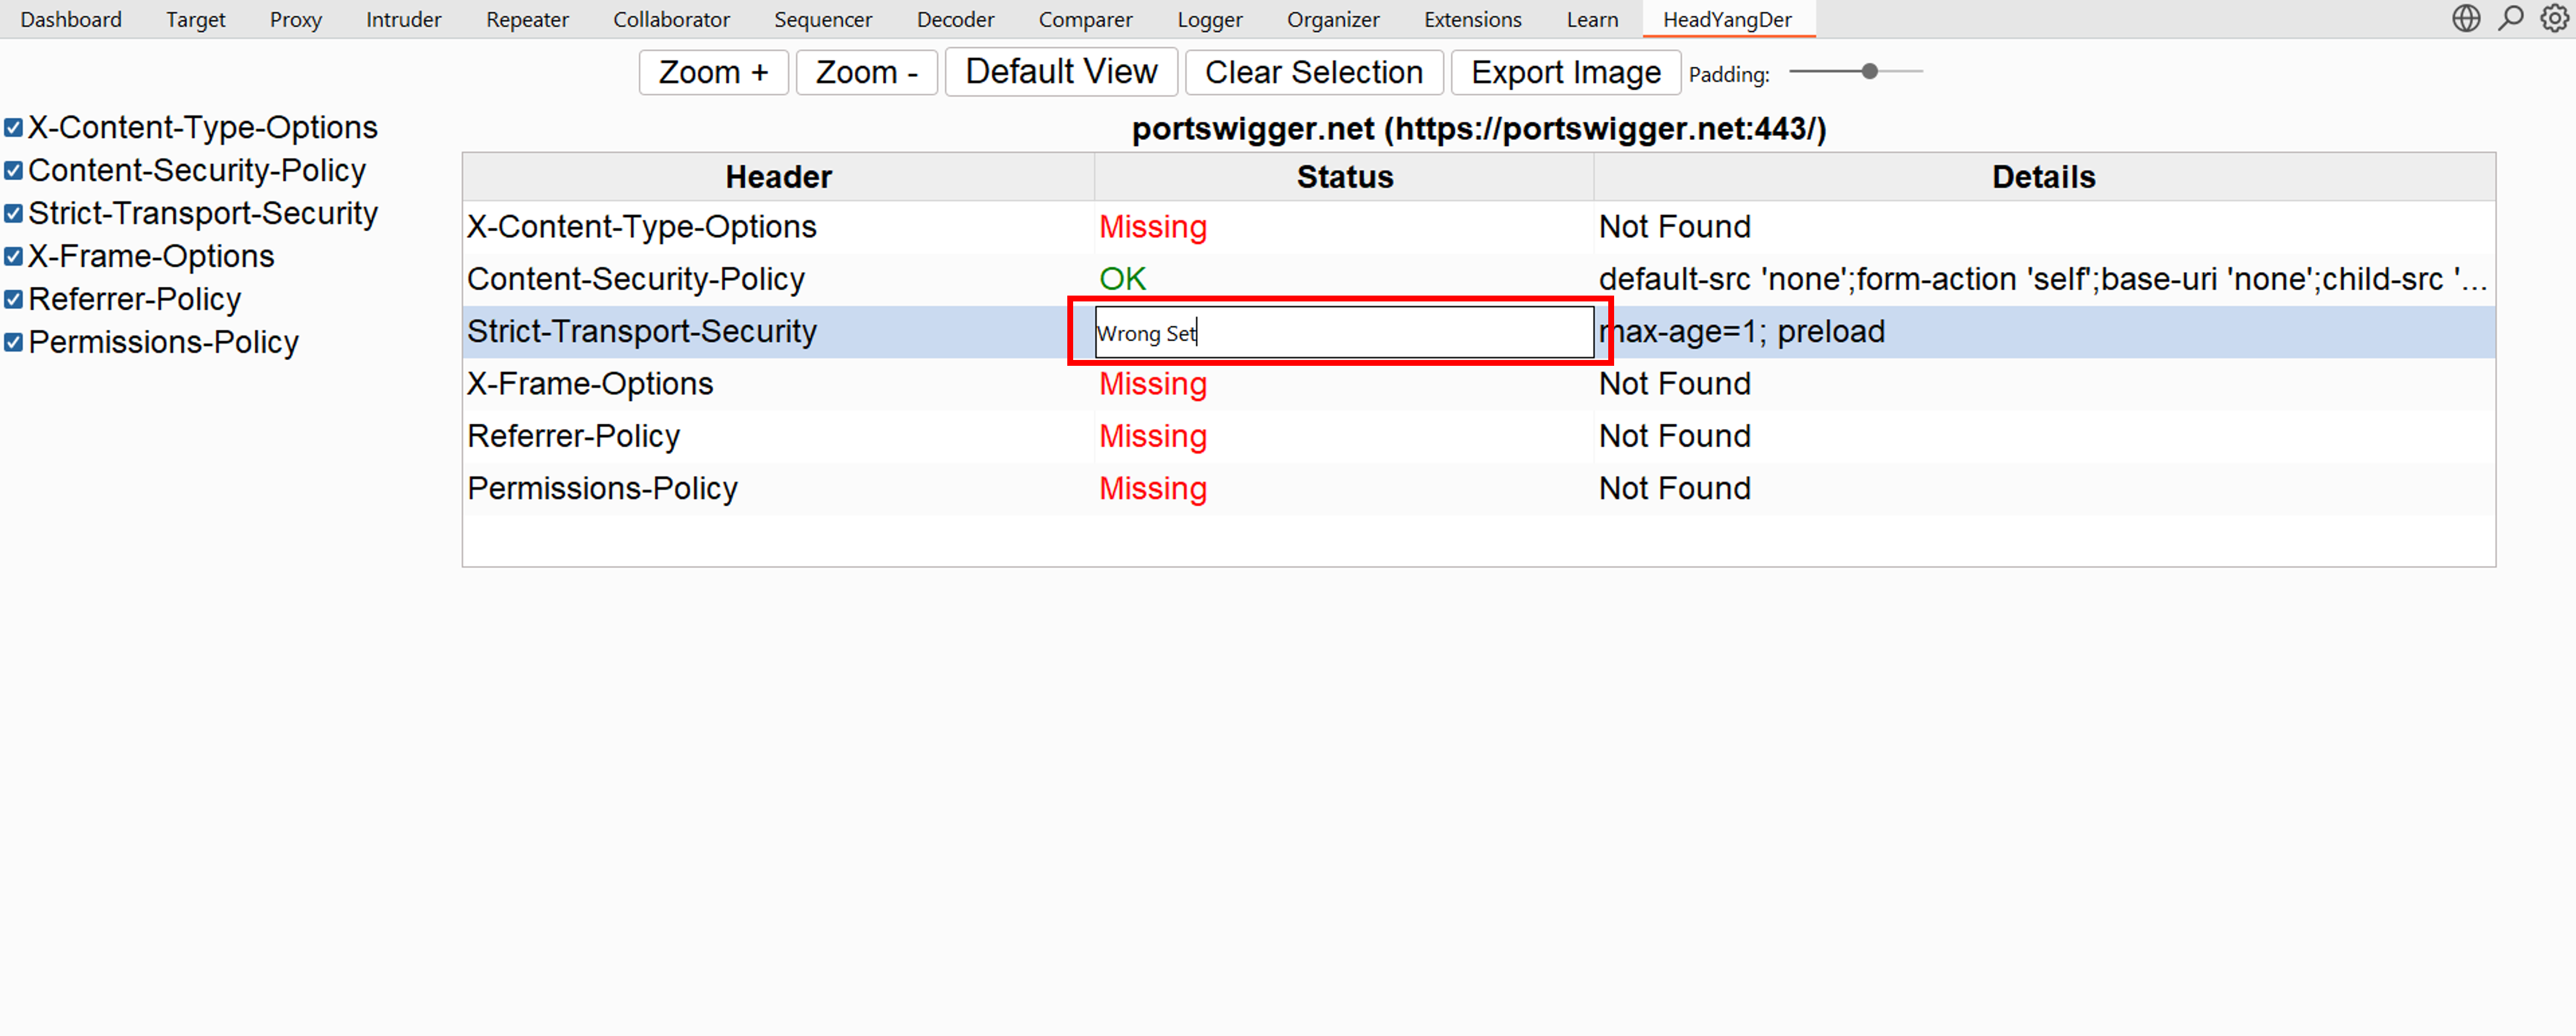 Dashboard Target Proxy Intruder Repeater Collaborator Sequencer Decoder Comparer Logger Organizer Extensions Learn HeadYangDer
Zoom + Zoom - Default View Clear Selection Export Image Padding:
X-Content-Type-Options
Content-Security-Policy
Strict-Transport-Security
X-Frame-Options
Referrer-Policy
Permissions-Policy
portswigger.net (https://portswigger.net:443/)
Header Status Details
X-Content-Type-Options Missing Not Found
Content-Security-Policy OK default-src 'none';form-action 'self';base-uri 'none';child-src '...
Strict-Transport-Security Wrong Set max-age=1; preload
X-Frame-Options Missing Not Found
Referrer-Policy Missing Not Found
Permissions-Policy Missing Not Found